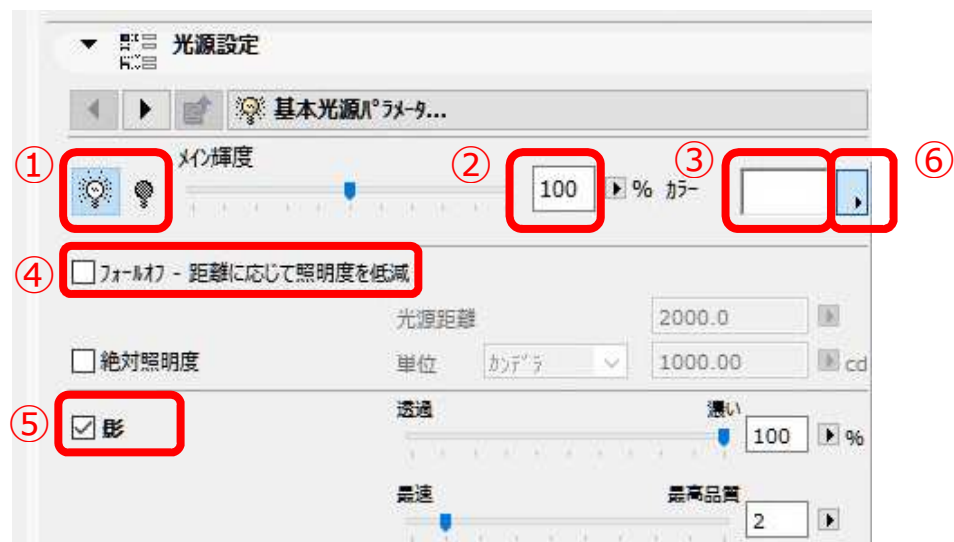 光源設定
基本光源ﾊﾟﾗﾒｰﾀ...
① ﾒｲﾝ輝度 ② 100 % ｶﾗｰ ③ ⑥
④ ﾌｫｰﾙｵﾌ - 距離に応じて照明度を低減
光源距離 2000.0
絶対照明度 単位 ｶﾝﾃﾞﾗ 1000.00 cd
⑤ 影 透過 濃い 100 %
最速 最高品質 2